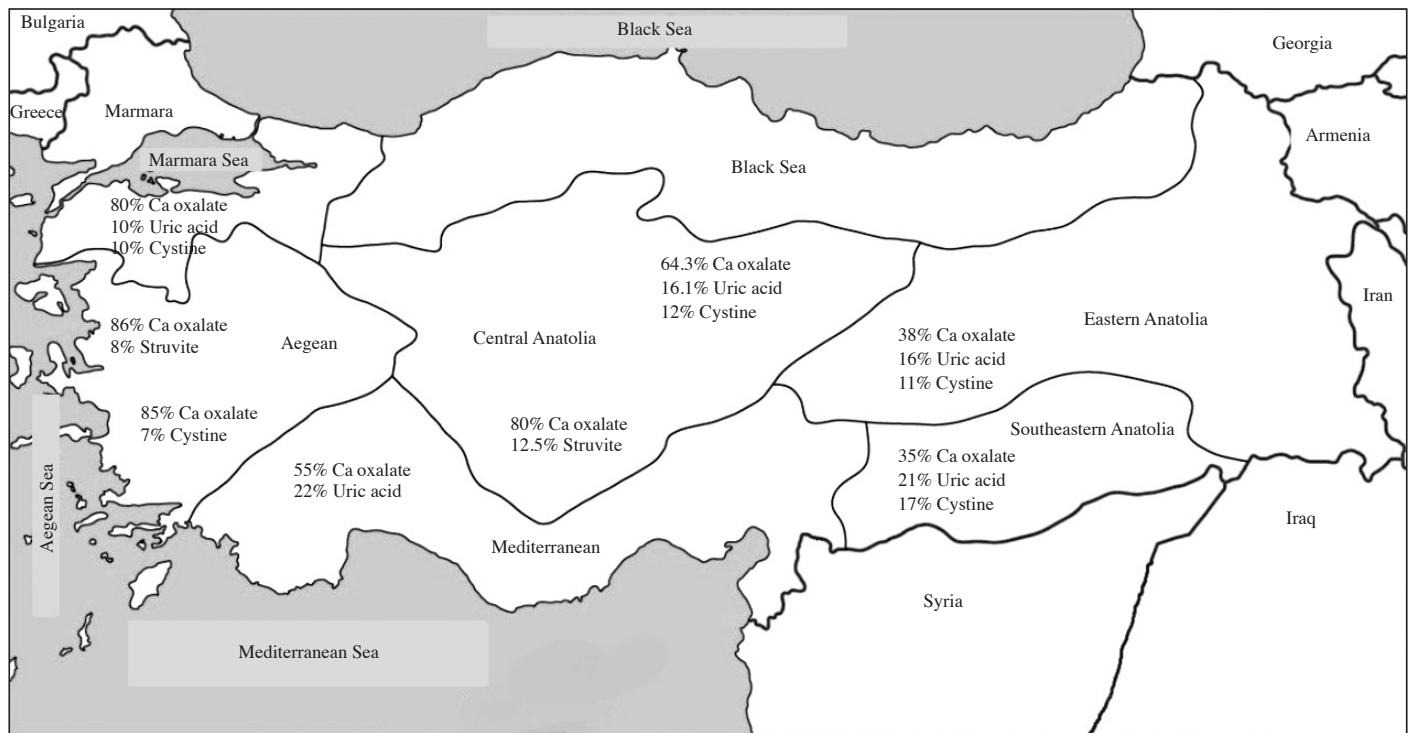 Bulgaria
Black Sea
Georgia
Greece
Marmara
Armenia
Marmara Sea
Black Sea
80% Ca oxalate
10% Uric acid
10% Cystine
64.3% Ca oxalate
16.1% Uric acid
12% Cystine
Iran
86% Ca oxalate
8% Struvite
Aegean
Central Anatolia
Eastern Anatolia
38% Ca oxalate
16% Uric acid
11% Cystine
85% Ca oxalate
7% Cystine
80% Ca oxalate
12.5% Struvite
Southeastern Anatolia
35% Ca oxalate
21% Uric acid
17% Cystine
55% Ca oxalate
22% Uric acid
Aegean Sea
Mediterranean
Iraq
Syria
Mediterranean Sea